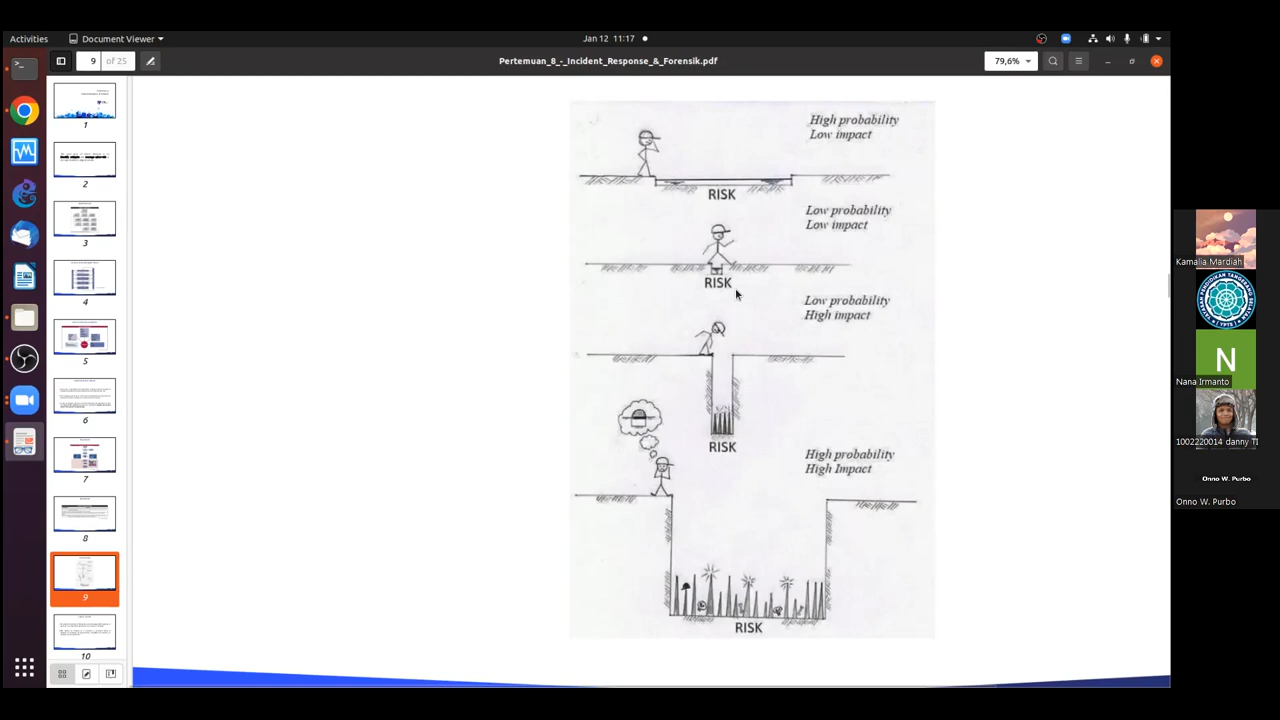 Activities
Document Viewer
Jan 12 11:17
9
of 25
Pertemuan_8_-_Incident_Response_&_Forensik.pdf
79,6%
1
2
3
4
5
6
7
8
9
10
High probability
Low impact
RISK
Low probability
Low impact
RISK
Low probability
High impact
RISK
High probability
High Impact
RISK
Kamalia Mardiah
N
Nana Irmanto
1002220014 danny TI
Onno W. Purbo
Onno W. Purbo